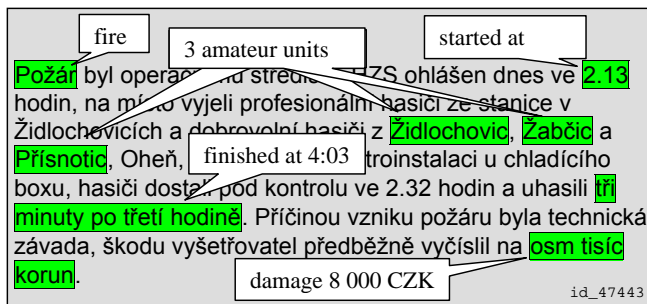 fire
3 amateur units
started at
Požár byl ohlášen dnes ve 2.13
hodin, na místo vyjeli profesionální hasiči ze stanice v
Židlochovicích a dobrovolní hasiči z Židlochovic, Žabčic a
Přísnotic, Oheň, troinstalaci u chladícího
finished at 4:03
boxu, hasiči dostali pod kontrolu ve 2.32 hodin a uhasili tři
minuty po třetí hodině. Příčinou vzniku požáru byla technická
závada, škodu vyšetřovatel předběžně vyčíslil na osm tisíc
korun.
damage 8 000 CZK
id_47443